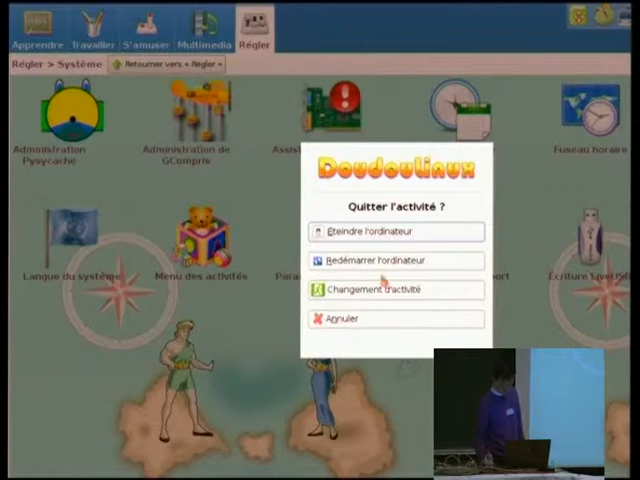 Apprendre Travailler S'amuser Multimedia Régler
Régler > Système Retourner vers « Régler »
Administration Pysycache
Administration de GCompris
Fuseau horaire
DoudouLinux
Quitter l'activité ?
Éteindre l'ordinateur
Redémarrer l'ordinateur
Changement d'activité
Annuler
Langue du système
Menu des activités